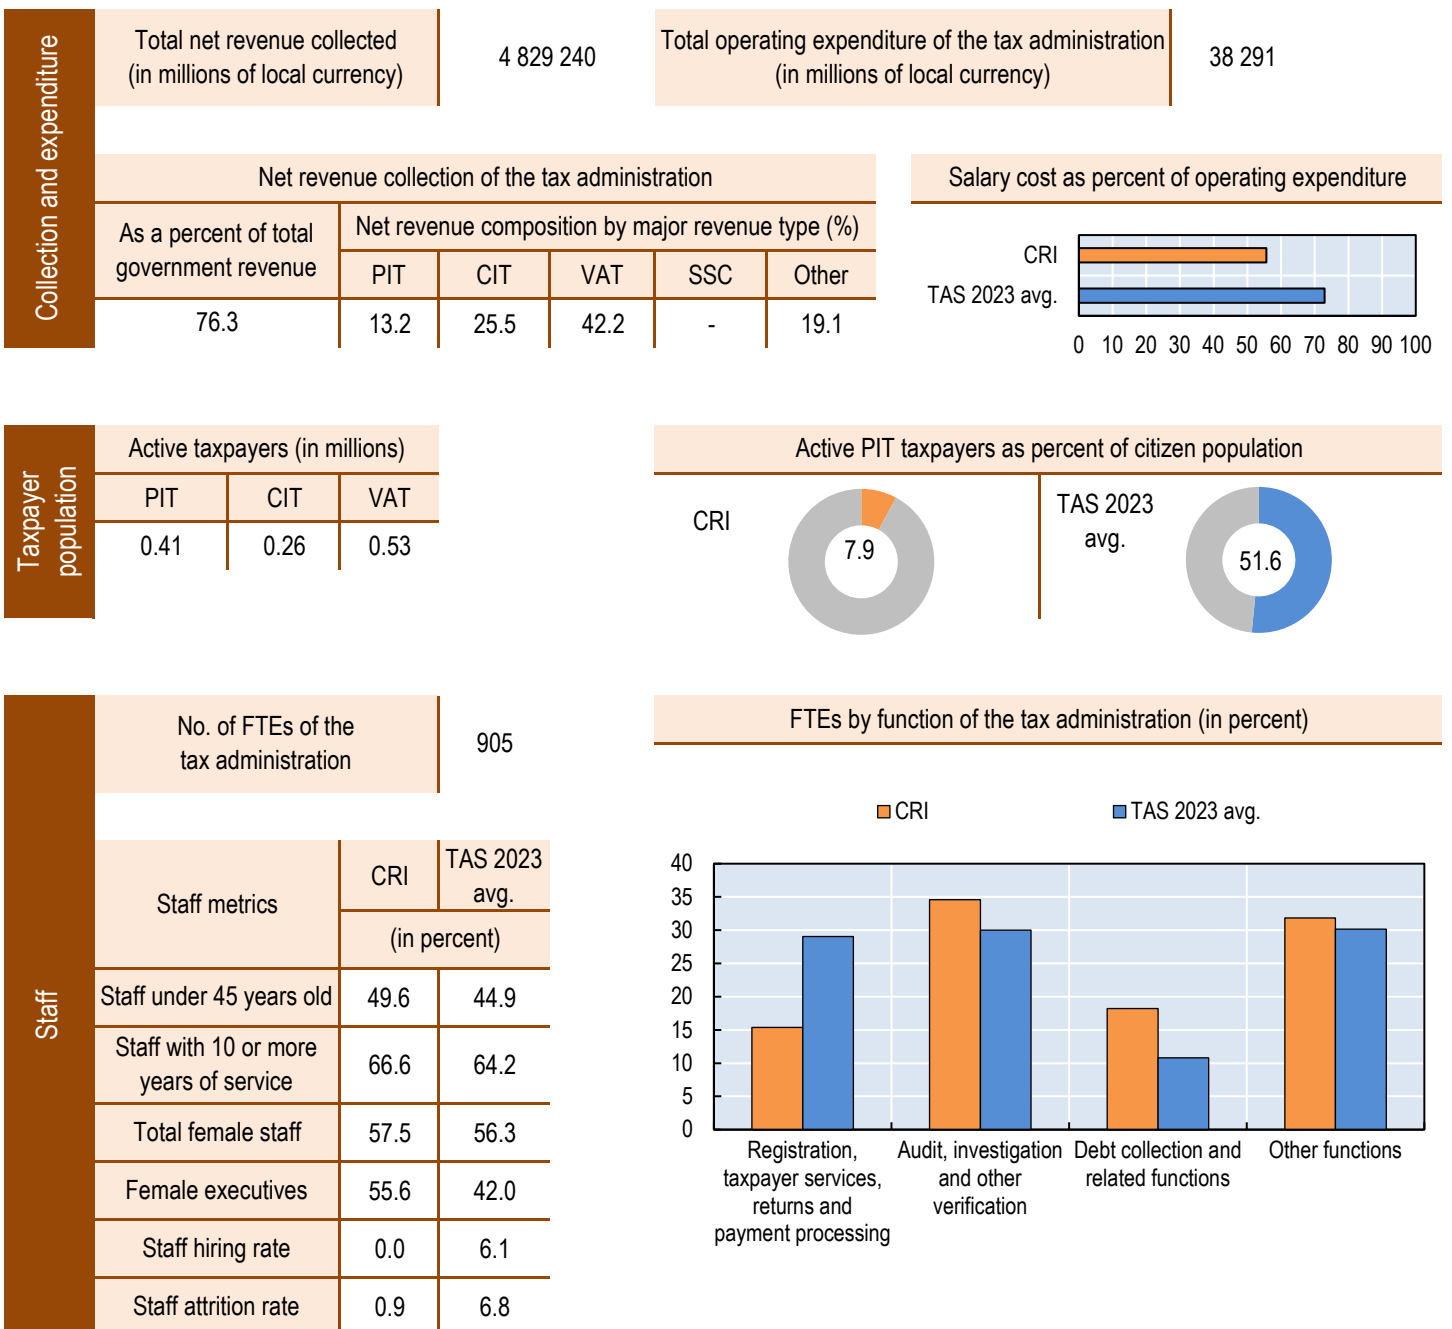 Collection and expenditure
Total net revenue collected
(in millions of local currency)
4 829 240
Total operating expenditure of the tax administration
(in millions of local currency)
38 291
Net revenue collection of the tax administration
As a percent of total
government revenue
Net revenue composition by major revenue type (%)
PIT CIT VAT SSC Other
76.3 13.2 25.5 42.2 - 19.1
Salary cost as percent of operating expenditure
CRI
TAS 2023 avg.
0 10 20 30 40 50 60 70 80 90 100
Taxpayer
population
Active taxpayers (in millions)
PIT CIT VAT
0.41 0.26 0.53
Active PIT taxpayers as percent of citizen population
CRI
7.9
TAS 2023
avg.
51.6
Staff
No. of FTEs of the
tax administration
905
Staff metrics
CRI
TAS 2023
avg.
(in percent)
Staff under 45 years old 49.6 44.9
Staff with 10 or more
years of service
66.6 64.2
Total female staff 57.5 56.3
Female executives 55.6 42.0
Staff hiring rate 0.0 6.1
Staff attrition rate 0.9 6.8
FTEs by function of the tax administration (in percent)
CRI TAS 2023 avg.
40
35
30
25
20
15
10
5
0
Registration,
taxpayer services,
returns and
payment processing
Audit, investigation
and other
verification
Debt collection and
related functions
Other functions